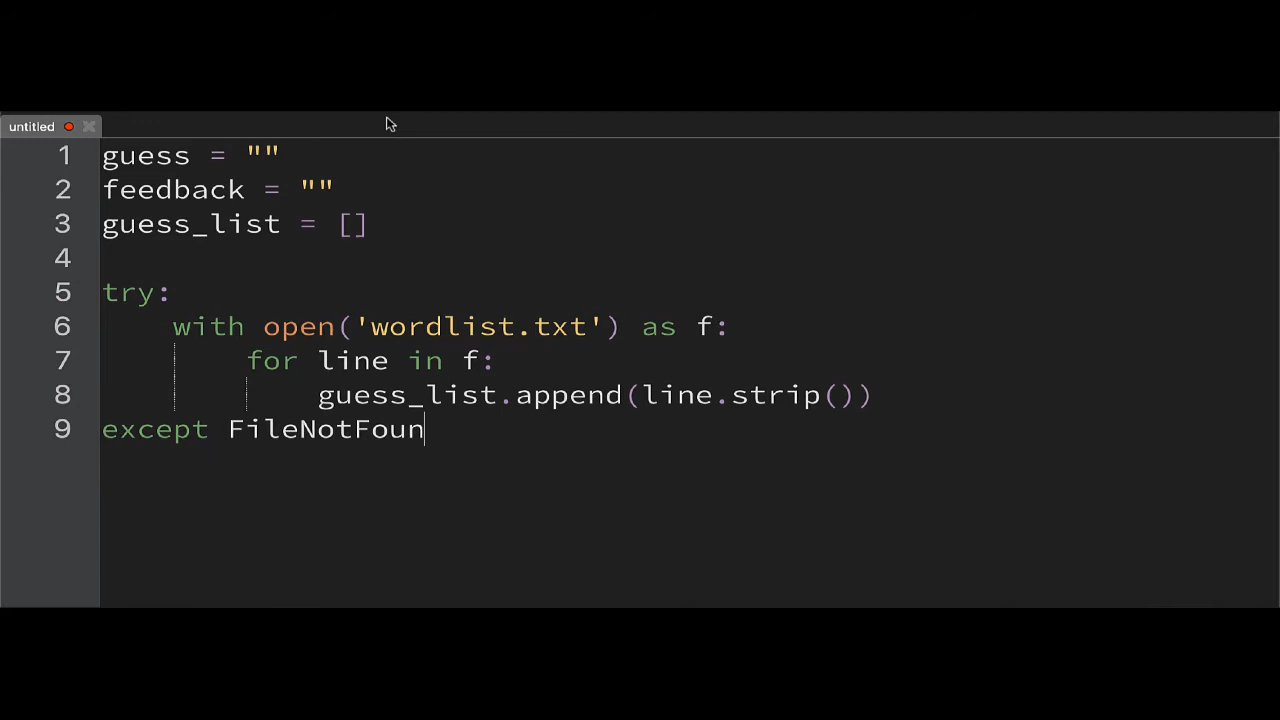 untitled
1 guess = ""
2 feedback = ""
3 guess_list = []
4
5 try:
6     with open('wordlist.txt') as f:
7         for line in f:
8             guess_list.append(line.strip())
9 except FileNotFoun